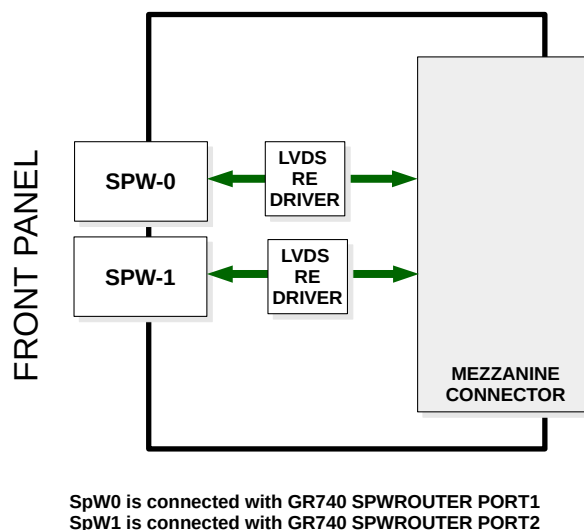 FRONT PANEL
SPW-0
LVDS
RE
DRIVER
SPW-1
LVDS
RE
DRIVER
MEZZANINE
CONNECTOR
SpW0 is connected with GR740 SPWROUTER PORT1
SpW1 is connected with GR740 SPWROUTER PORT2